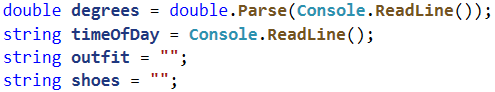 double degrees = double.Parse(Console.ReadLine());
string timeOfDay = Console.ReadLine();
string outfit = "";
string shoes = "";